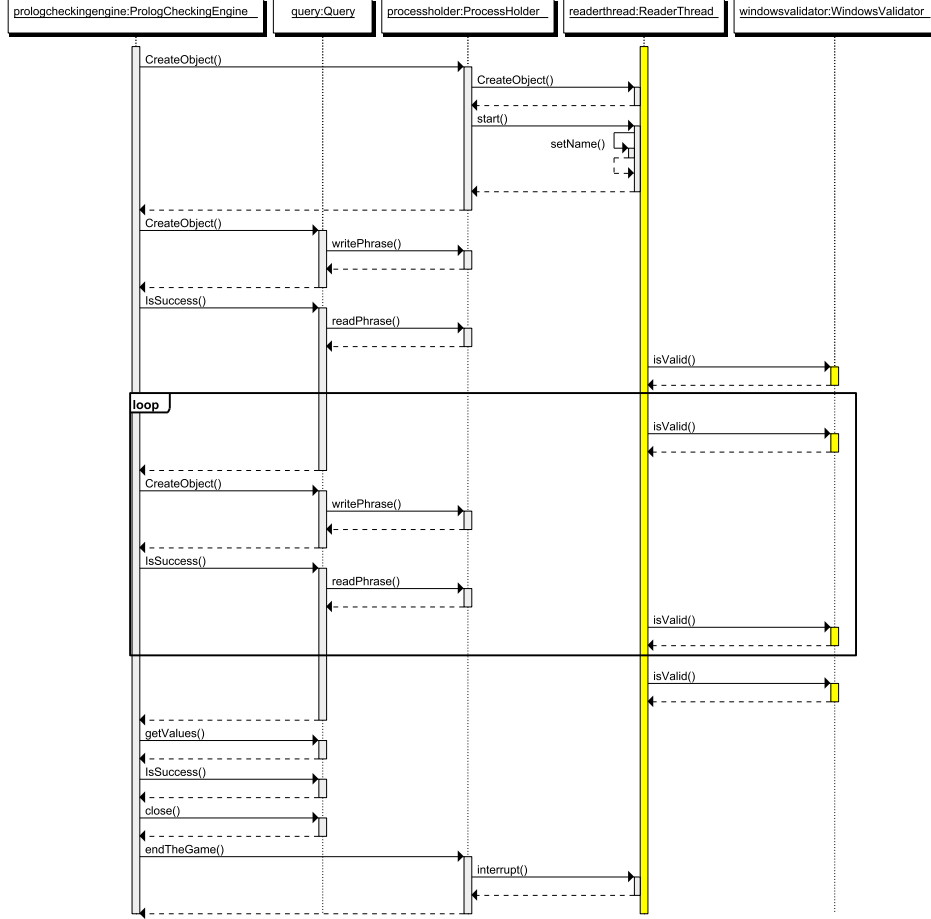 prologcheckingengine:PrologCheckingEngine
query:Query
processholder:ProcessHolder
readerthread:ReaderThread
windowsvalidator:WindowsValidator
CreateObject()
CreateObject()
start()
setName()
CreateObject()
writePhrase()
IsSuccess()
readPhrase()
isValid()
loop
isValid()
CreateObject()
writePhrase()
IsSuccess()
readPhrase()
isValid()
isValid()
getValues()
IsSuccess()
close()
endTheGame()
interrupt()